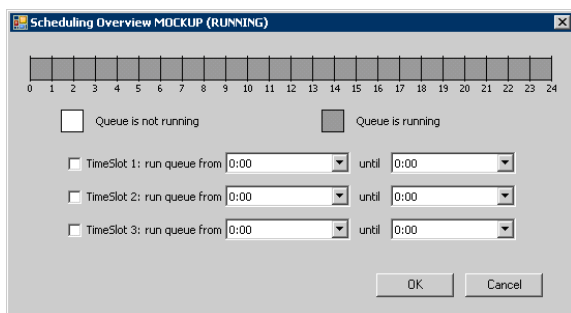 Scheduling Overview MOCKUP (RUNNING)
0 1 2 3 4 5 6 7 8 9 10 11 12 13 14 15 16 17 18 19 20 21 22 23 24
Queue is not running Queue is running
TimeSlot 1: run queue from 0:00 until 0:00
TimeSlot 2: run queue from 0:00 until 0:00
TimeSlot 3: run queue from 0:00 until 0:00
OK Cancel